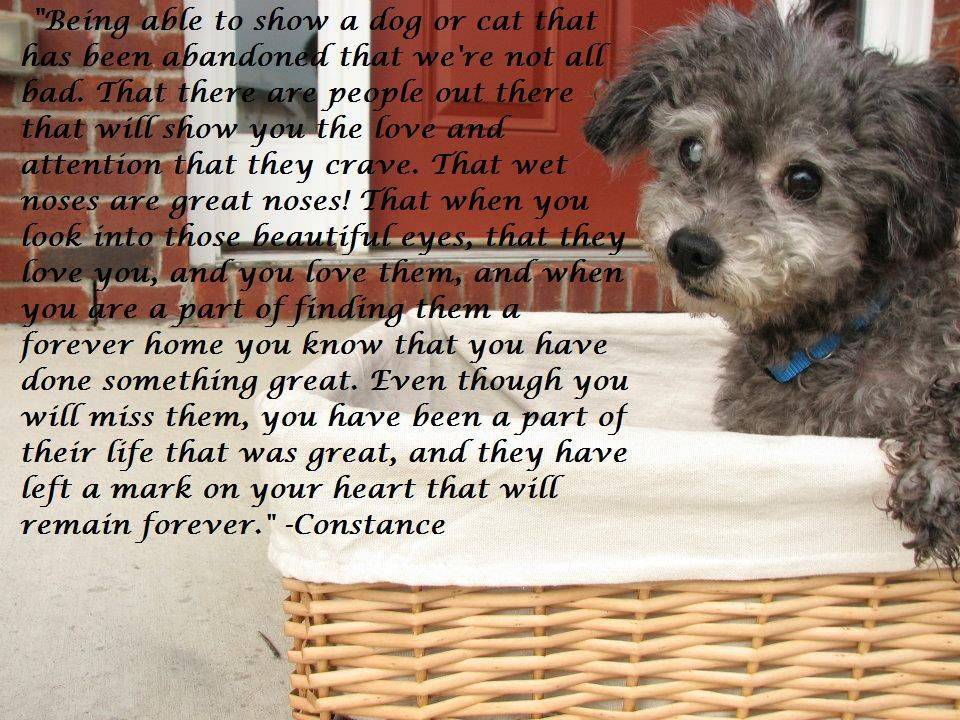 "Being able to show a dog or cat that
has been abandoned that we're not all
bad. That there are people out there
that will show you the love and
attention that they crave. That wet
noses are great noses! That when you
look into those beautiful eyes, that they
love you, and you love them, and when
you are a part of finding them a
forever home you know that you have
done something great. Even though you
will miss them, you have been a part of
their life that was great, and they have
left a mark on your heart that will
remain forever." -Constance